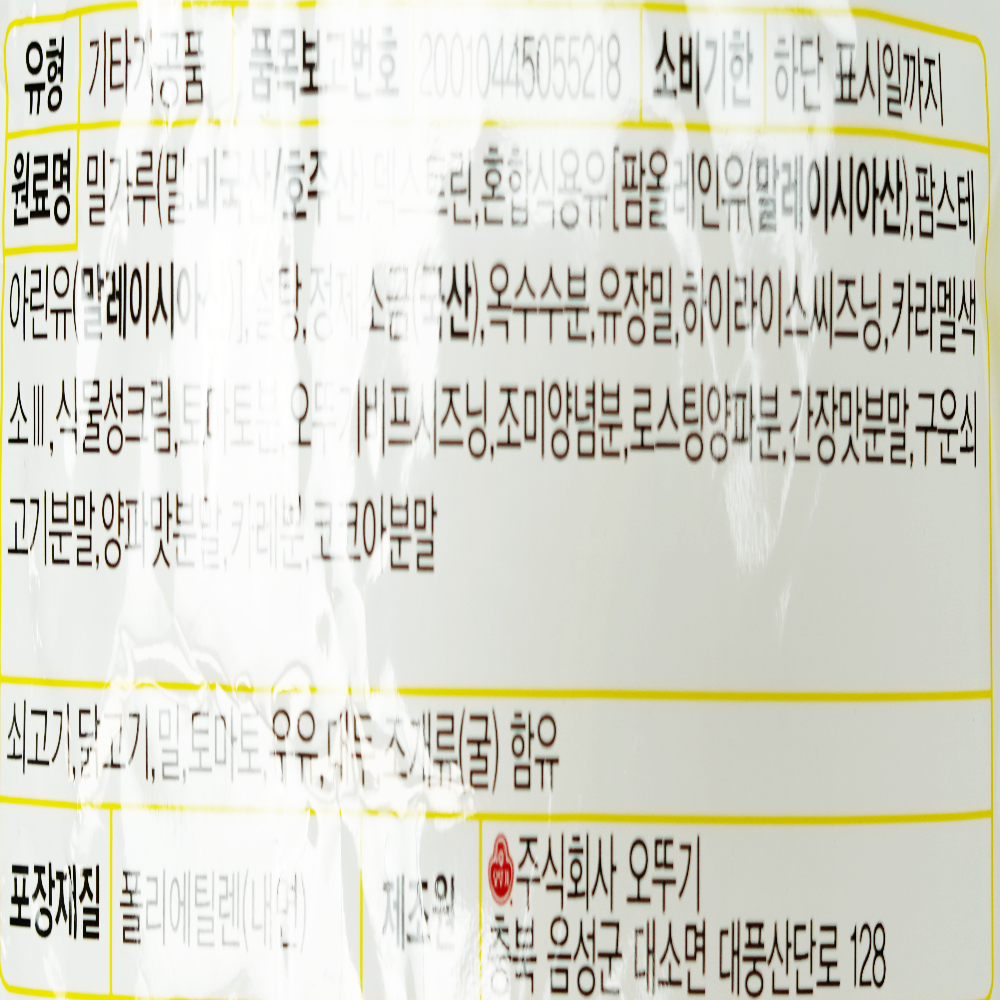 유형 기타가공품 품목보고번호 20010445055218 소비기한 하단 표시일까지
원료명 밀가루(밀:미국산/호주산),덱스트린,혼합식용유[팜올레인유(말레이시아산),팜스테
아린유(말레이시아산)],설탕,정제소금(국산),옥수수분,유장밀,하이라이스씨즈닝,카라멜색
소III,식물성크림,토마토분,오뚜기비프시즈닝,조미양념분,로스팅양파분,간장맛분말,구운쇠
고기분말,양파맛분말,카레분,코코아분말
쇠고기,닭고기,밀,토마토,우유,대두,조개류(굴) 함유
포장재질 폴리에틸렌(내면) 제조원 주식회사 오뚜기
충북 음성군 대소면 대풍산단로 128